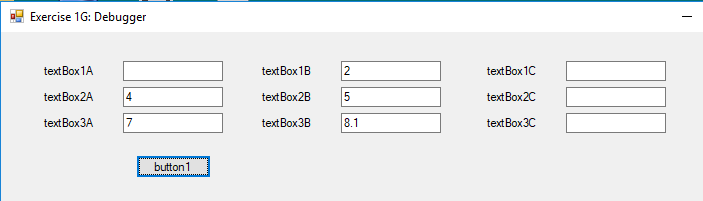 Exercise 1G: Debugger
textBox1A textBox1B 2 textBox1C
textBox2A 4 textBox2B 5 textBox2C
textBox3A 7 textBox3B 8.1 textBox3C
button1